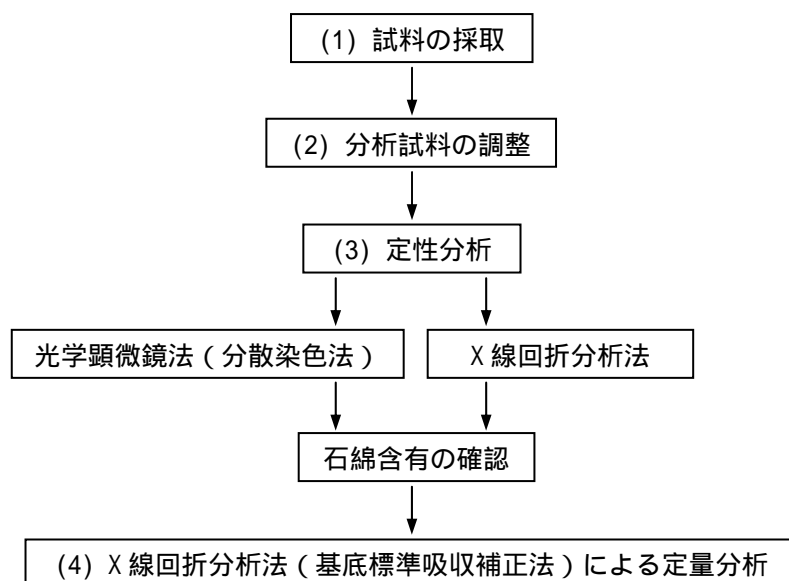 (1) 試料の採取
(2) 分析試料の調整
(3) 定性分析
光学顕微鏡法(分散染色法)
X線回折分析法
石綿含有の確認
(4) X線回折分析法(基底標準吸収補正法)による定量分析